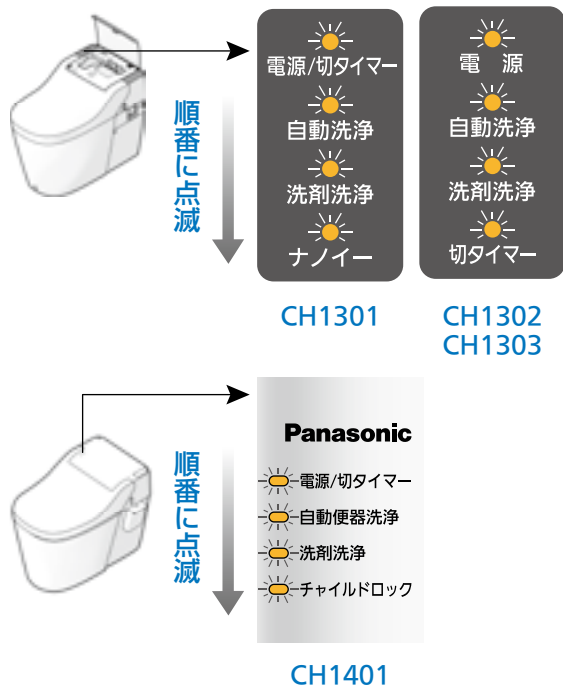 順番に点滅
電源/切タイマー
自動洗浄
洗剤洗浄
ナノイー
CH1301
電 源
自動洗浄
洗剤洗浄
切タイマー
CH1302
CH1303
順番に点滅
Panasonic
電源/切タイマー
自動便器洗浄
洗剤洗浄
チャイルドロック
CH1401